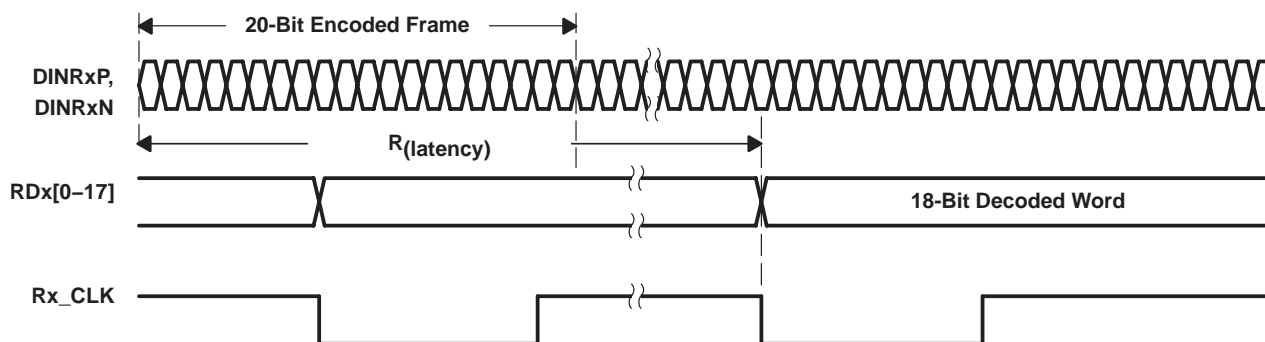 20-Bit Encoded Frame
DINRxP,
DINRxN
R(latency)
RDx[0–17]
18-Bit Decoded Word
Rx_CLK